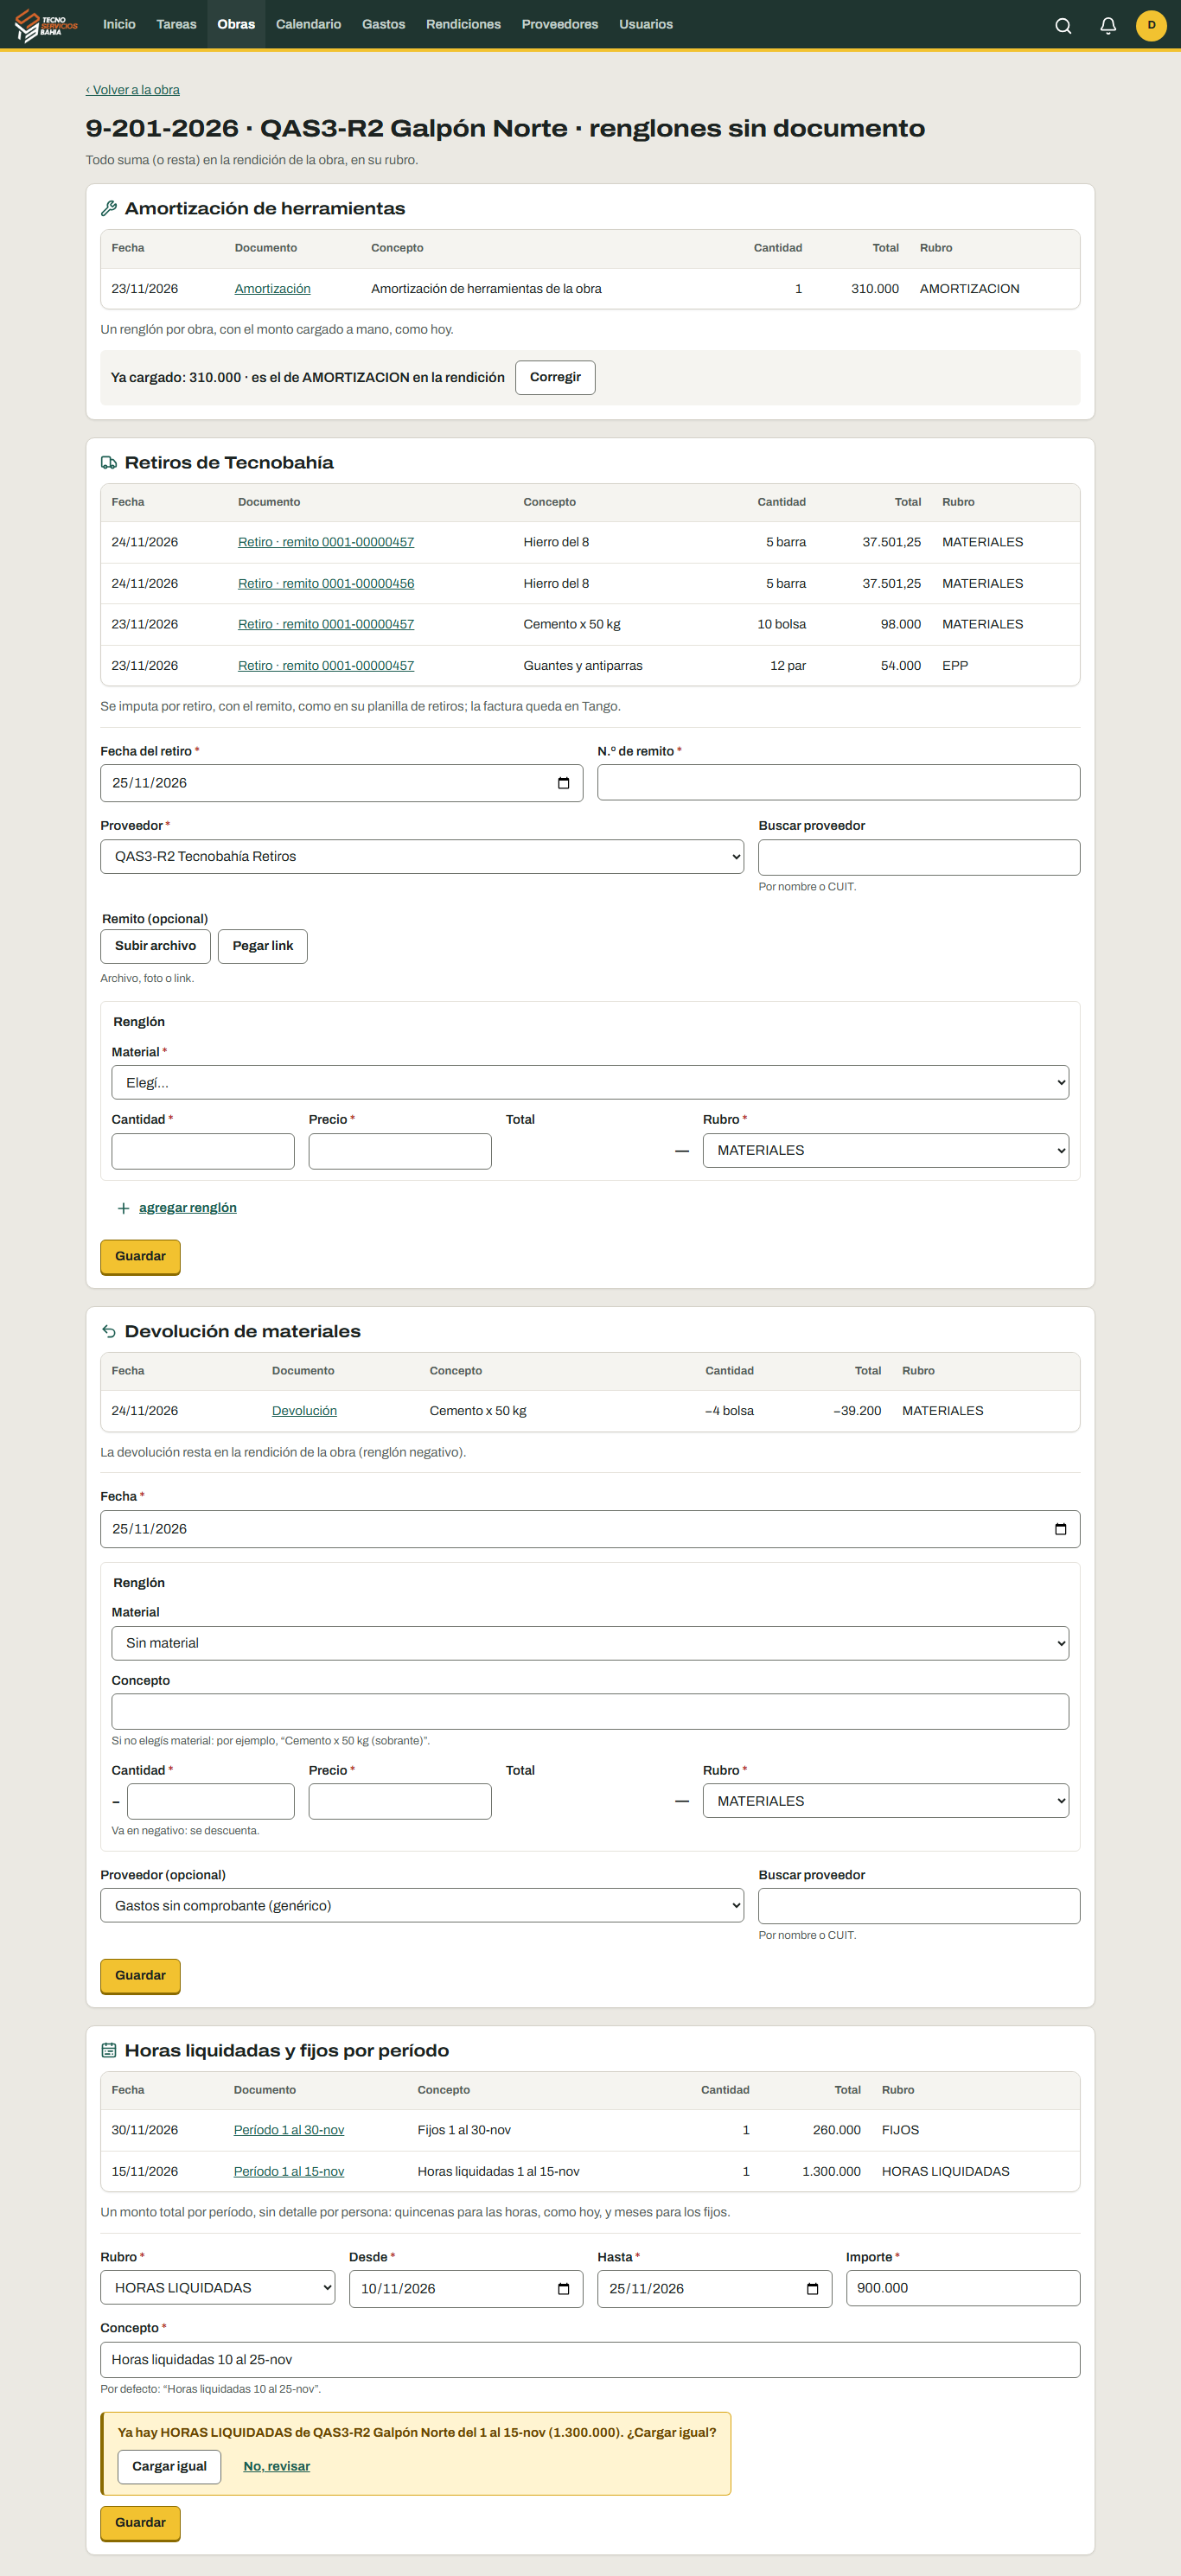 TECNO SERVICIOS BAHIA
Inicio Tareas Obras Calendario Gastos Rendiciones Proveedores Usuarios D
‹ Volver a la obra
9-201-2026 · QAS3-R2 Galpón Norte · renglones sin documento
Todo suma (o resta) en la rendición de la obra, en su rubro.
Amortización de herramientas
Fecha Documento Concepto Cantidad Total Rubro
23/11/2026 Amortización Amortización de herramientas de la obra 1 310.000 AMORTIZACION
Un renglón por obra, con el monto cargado a mano, como hoy.
Ya cargado: 310.000 · es el de AMORTIZACION en la rendición Corregir
Retiros de Tecnobahía
Fecha Documento Concepto Cantidad Total Rubro
24/11/2026 Retiro · remito 0001-00000457 Hierro del 8 5 barra 37.501,25 MATERIALES
24/11/2026 Retiro · remito 0001-00000456 Hierro del 8 5 barra 37.501,25 MATERIALES
23/11/2026 Retiro · remito 0001-00000457 Cemento x 50 kg 10 bolsa 98.000 MATERIALES
23/11/2026 Retiro · remito 0001-00000457 Guantes y antiparras 12 par 54.000 EPP
Se imputa por retiro, con el remito, como en su planilla de retiros; la factura queda en Tango.
Fecha del retiro * N.º de remito *
25/11/2026
Proveedor * Buscar proveedor
QAS3-R2 Tecnobahía Retiros
Por nombre o CUIT.
Remito (opcional)
Subir archivo Pegar link
Archivo, foto o link.
Renglón
Material *
Elegí...
Cantidad * Precio * Total Rubro *
— MATERIALES
+ agregar renglón
Guardar
Devolución de materiales
Fecha Documento Concepto Cantidad Total Rubro
24/11/2026 Devolución Cemento x 50 kg −4 bolsa −39.200 MATERIALES
La devolución resta en la rendición de la obra (renglón negativo).
Fecha *
25/11/2026
Renglón
Material
Sin material
Concepto
Si no elegís material: por ejemplo, “Cemento x 50 kg (sobrante)”.
Cantidad * Precio * Total Rubro *
− — MATERIALES
Va en negativo: se descuenta.
Proveedor (opcional) Buscar proveedor
Gastos sin comprobante (genérico)
Por nombre o CUIT.
Guardar
Horas liquidadas y fijos por período
Fecha Documento Concepto Cantidad Total Rubro
30/11/2026 Período 1 al 30-nov Fijos 1 al 30-nov 1 260.000 FIJOS
15/11/2026 Período 1 al 15-nov Horas liquidadas 1 al 15-nov 1 1.300.000 HORAS LIQUIDADAS
Un monto total por período, sin detalle por persona: quincenas para las horas, como hoy, y meses para los fijos.
Rubro * Desde * Hasta * Importe *
HORAS LIQUIDADAS 10/11/2026 25/11/2026 900.000
Concepto *
Horas liquidadas 10 al 25-nov
Por defecto: “Horas liquidadas 10 al 25-nov”.
Ya hay HORAS LIQUIDADAS de QAS3-R2 Galpón Norte del 1 al 15-nov (1.300.000). ¿Cargar igual?
Cargar igual No, revisar
Guardar